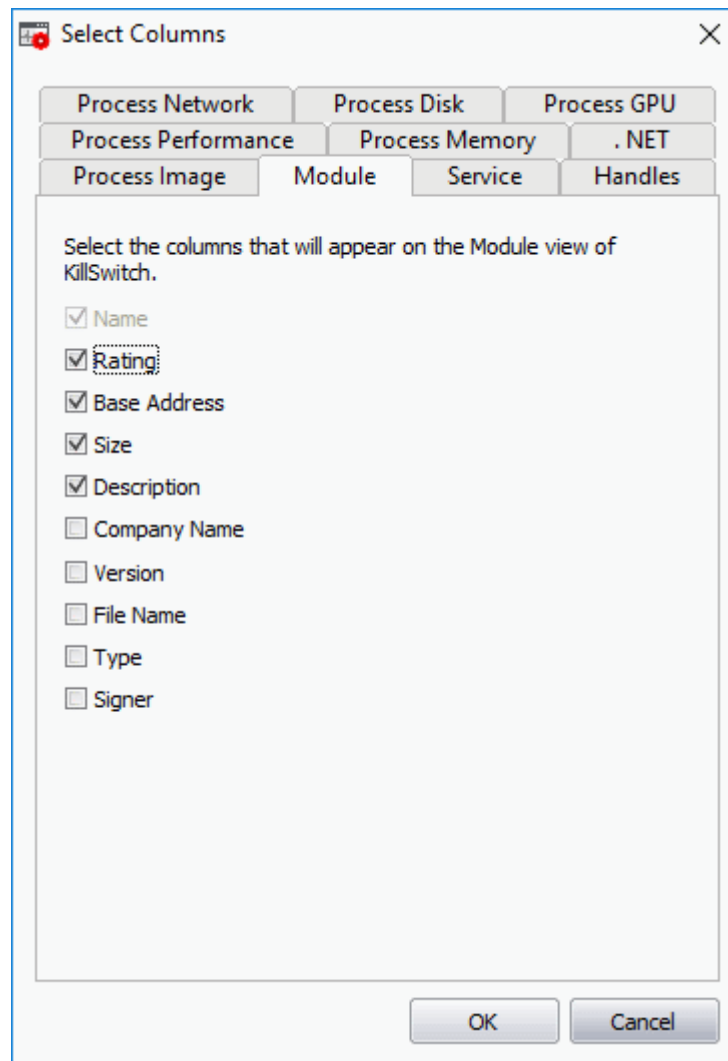 Select Columns
Process Network
Process Disk
Process GPU
Process Performance
Process Memory
. NET
Process Image
Module
Service
Handles
Select the columns that will appear on the Module view of
KillSwitch.
Name
Rating
Base Address
Size
Description
Company Name
Version
File Name
Type
Signer
OK
Cancel